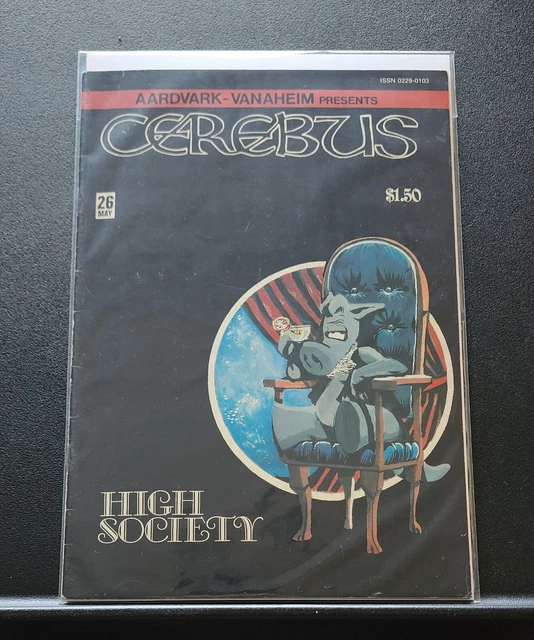 ISSN 0229-0103
AARDVARK-VANAHEIM PRESENTS
CEREBUS
26
MAY
$1.50
HIGH
SOCIETY